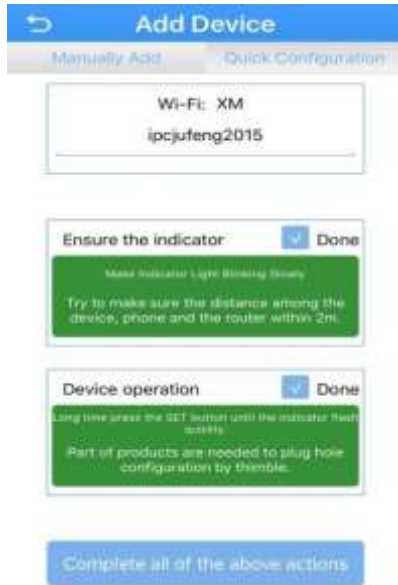 Add Device
Manually Add Quick Configuration
Wi-Fi: XM
ipcjufeng2015
Ensure the indicator Done
Make Indicator Light Blinking Slowly
Try to make sure the distance among the
device, phone and the router within 2m.
Device operation Done
Long time press the SET button until the indicator flash
quickly.
Part of products are needed to plug hole
configuration by thimble.
Complete all of the above actions